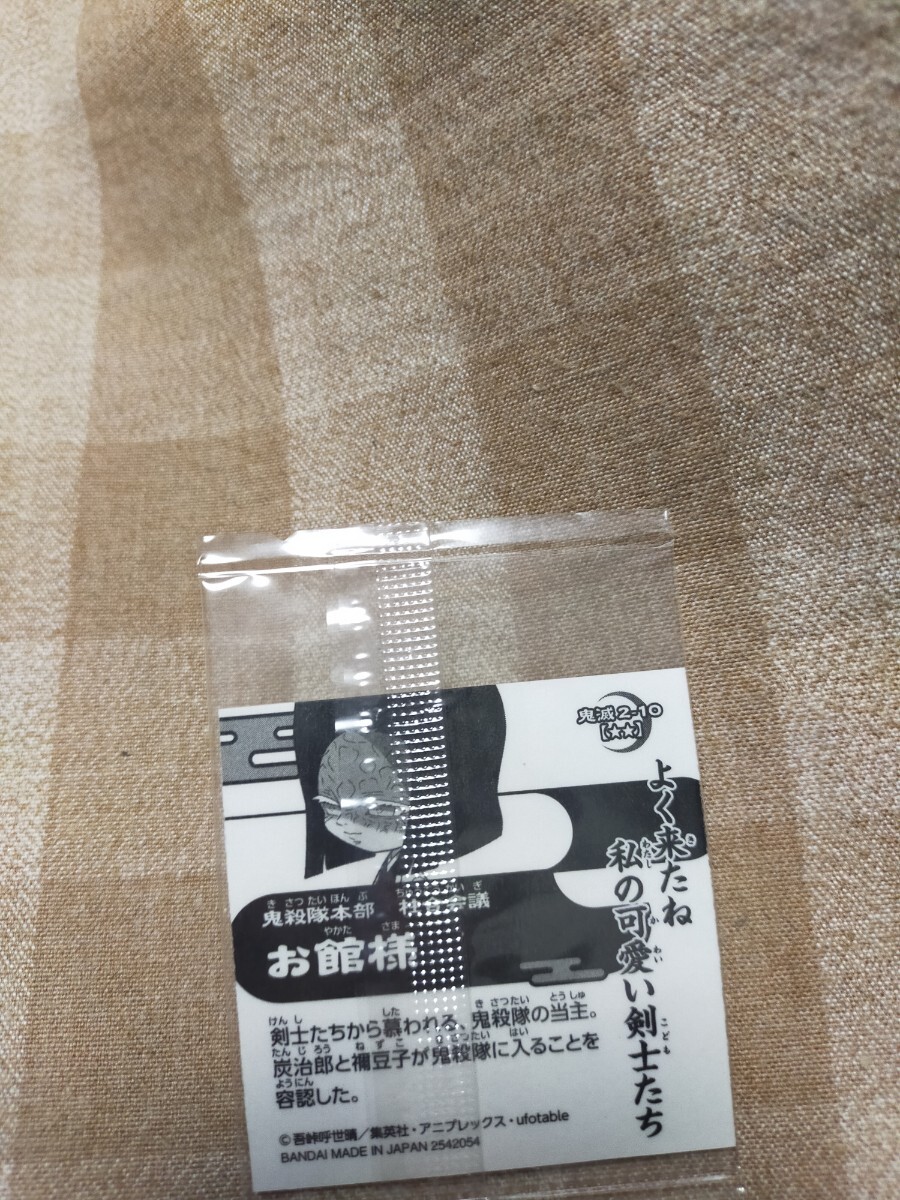 鬼滅 2-10
[★★]
よく来たね
私の可愛い剣士たち
鬼殺隊本部 柱合会議
お館様
剣士たちから慕われる、鬼殺隊の当主。
炭治郎と禰豆子が鬼殺隊に入ることを
容認した。
©吾峠呼世晴／集英社・アニプレックス・ufotable
BANDAI MADE IN JAPAN 2542054